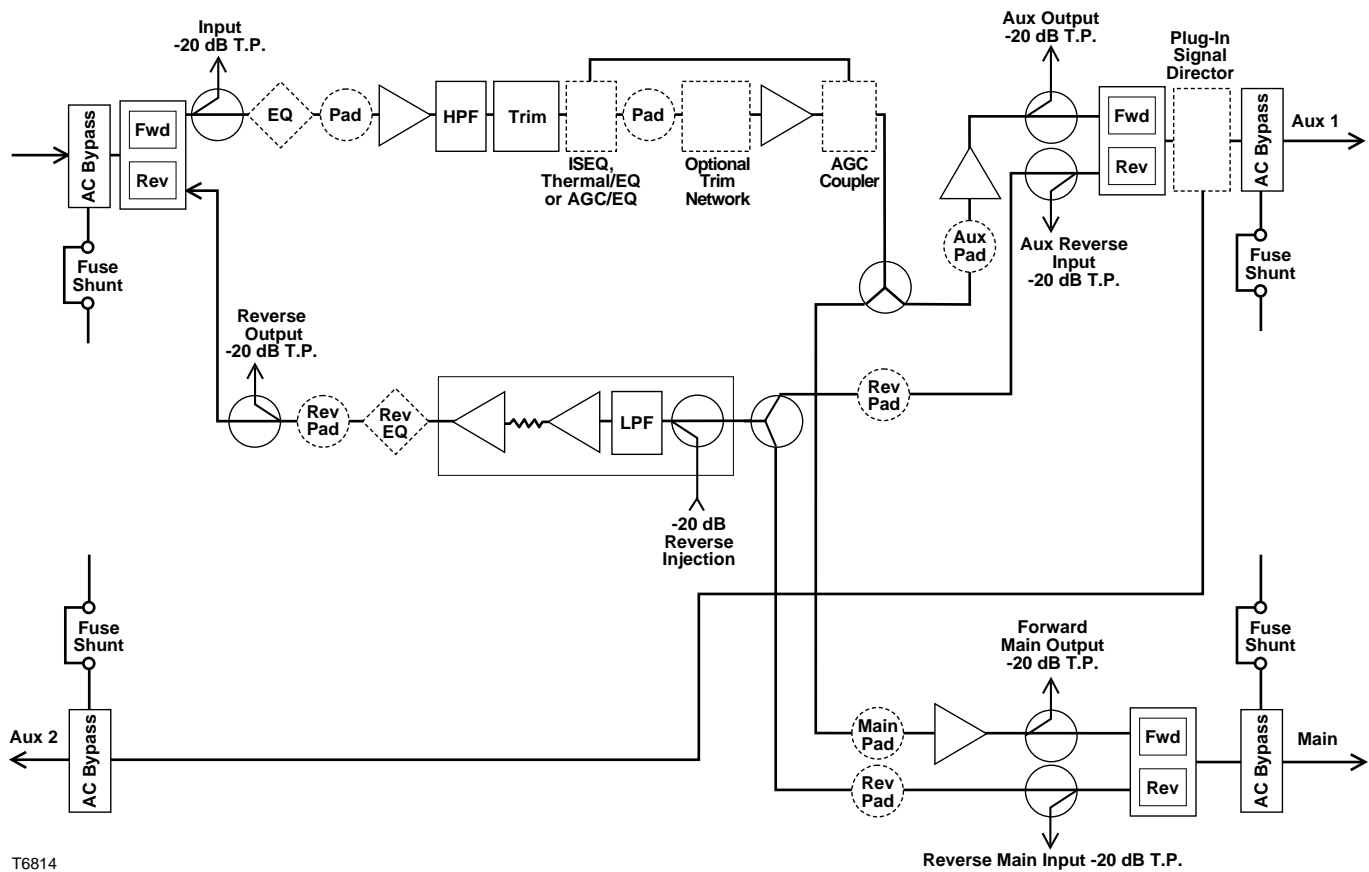 Input
-20 dB T.P.
Aux Output
-20 dB T.P.
Plug-In
Signal
Director
AC Bypass
Fwd
Rev
EQ
Pad
HPF
Trim
ISEQ,
Thermal/EQ
or AGC/EQ
Pad
Optional
Trim
Network
AGC
Coupler
Fwd
Rev
AC Bypass
Aux 1
Fuse
Shunt
Aux
Pad
Aux Reverse
Input
-20 dB T.P.
Fuse
Shunt
Reverse
Output
-20 dB T.P.
Rev
Pad
Rev
EQ
LPF
Rev
Pad
-20 dB
Reverse
Injection
Fuse
Shunt
Forward
Main Output
-20 dB T.P.
Fuse
Shunt
Aux 2
AC Bypass
Main
Pad
Fwd
Rev
AC Bypass
Main
Rev
Pad
Reverse Main Input -20 dB T.P.
T6814